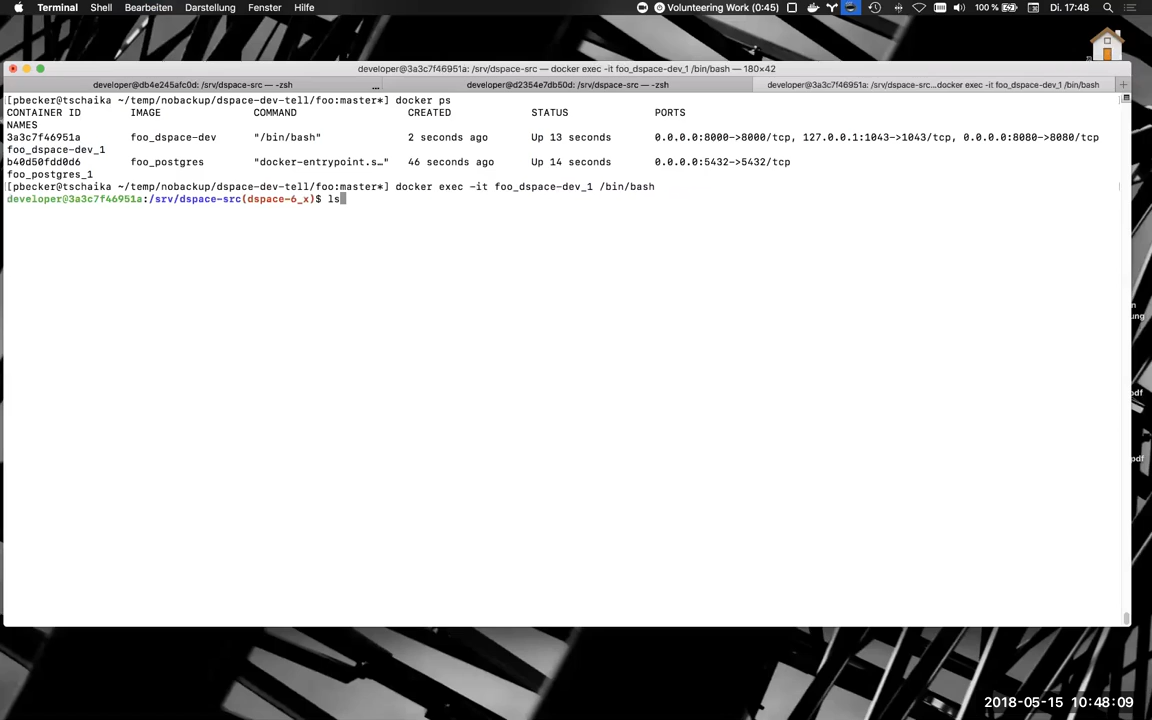 Terminal Shell Bearbeiten Darstellung Fenster Hilfe Volunteering Work (0:45) 100 % Di. 17:48
developer@3a3c7f46951a: /srv/dspace-src — docker exec -it foo_dspace-dev_1 /bin/bash — 180×42
developer@db4e245afc0d: /srv/dspace-src — -zsh ... developer@d2354e7db50d: /srv/dspace-src — -zsh developer@3a3c7f46951a: /srv/dspace-src...docker exec -it foo_dspace-dev_1 /bin/bash +
[pbecker@tschaika ~/temp/nobackup/dspace-dev-tell/foo:master*] docker ps
CONTAINER ID IMAGE COMMAND CREATED STATUS PORTS
NAMES
3a3c7f46951a foo_dspace-dev "/bin/bash" 2 seconds ago Up 13 seconds 0.0.0.0:8000->8000/tcp, 127.0.0.1:1043->1043/tcp, 0.0.0.0:8080->8080/tcp
foo_dspace-dev_1
b40d50fdd0d6 foo_postgres "docker-entrypoint.s…" 46 seconds ago Up 14 seconds 0.0.0.0:5432->5432/tcp
foo_postgres_1
[pbecker@tschaika ~/temp/nobackup/dspace-dev-tell/foo:master*] docker exec -it foo_dspace-dev_1 /bin/bash
developer@3a3c7f46951a:/srv/dspace-src(dspace-6_x)$ ls
n
ung
pdf
pdf
2018-05-15 10:48:09